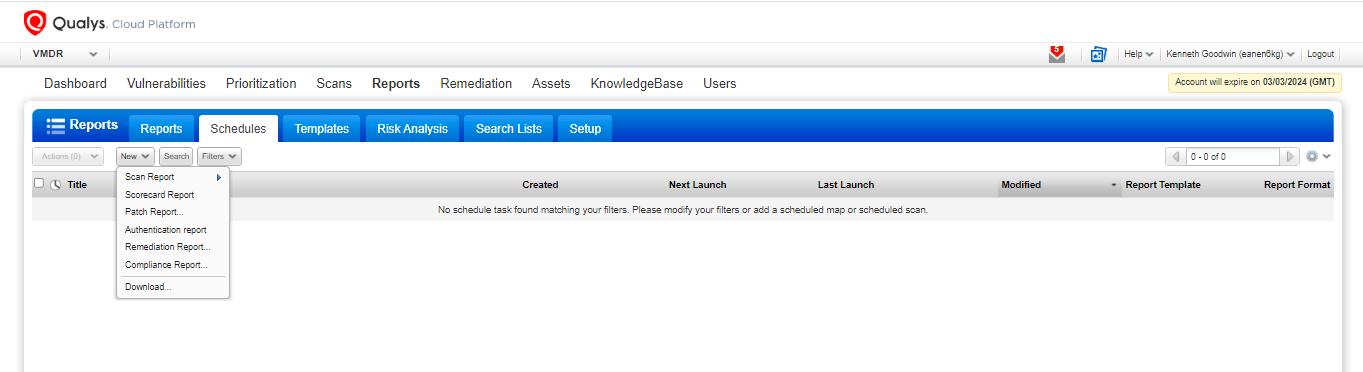 Qualys. Cloud Platform
VMDR
5
Help
Kenneth Goodwin (eanen6kg)
Logout
Dashboard Vulnerabilities Prioritization Scans Reports Remediation Assets KnowledgeBase Users
Account will expire on 03/03/2024 (GMT)
Reports Reports Schedules Templates Risk Analysis Search Lists Setup
Actions (0) New Search Filters 0 - 0 of 0
Title Created Next Launch Last Launch Modified Report Template Report Format
No schedule task found matching your filters. Please modify your filters or add a scheduled map or scheduled scan.
Scan Report
Scorecard Report
Patch Report...
Authentication report
Remediation Report...
Compliance Report...
Download...